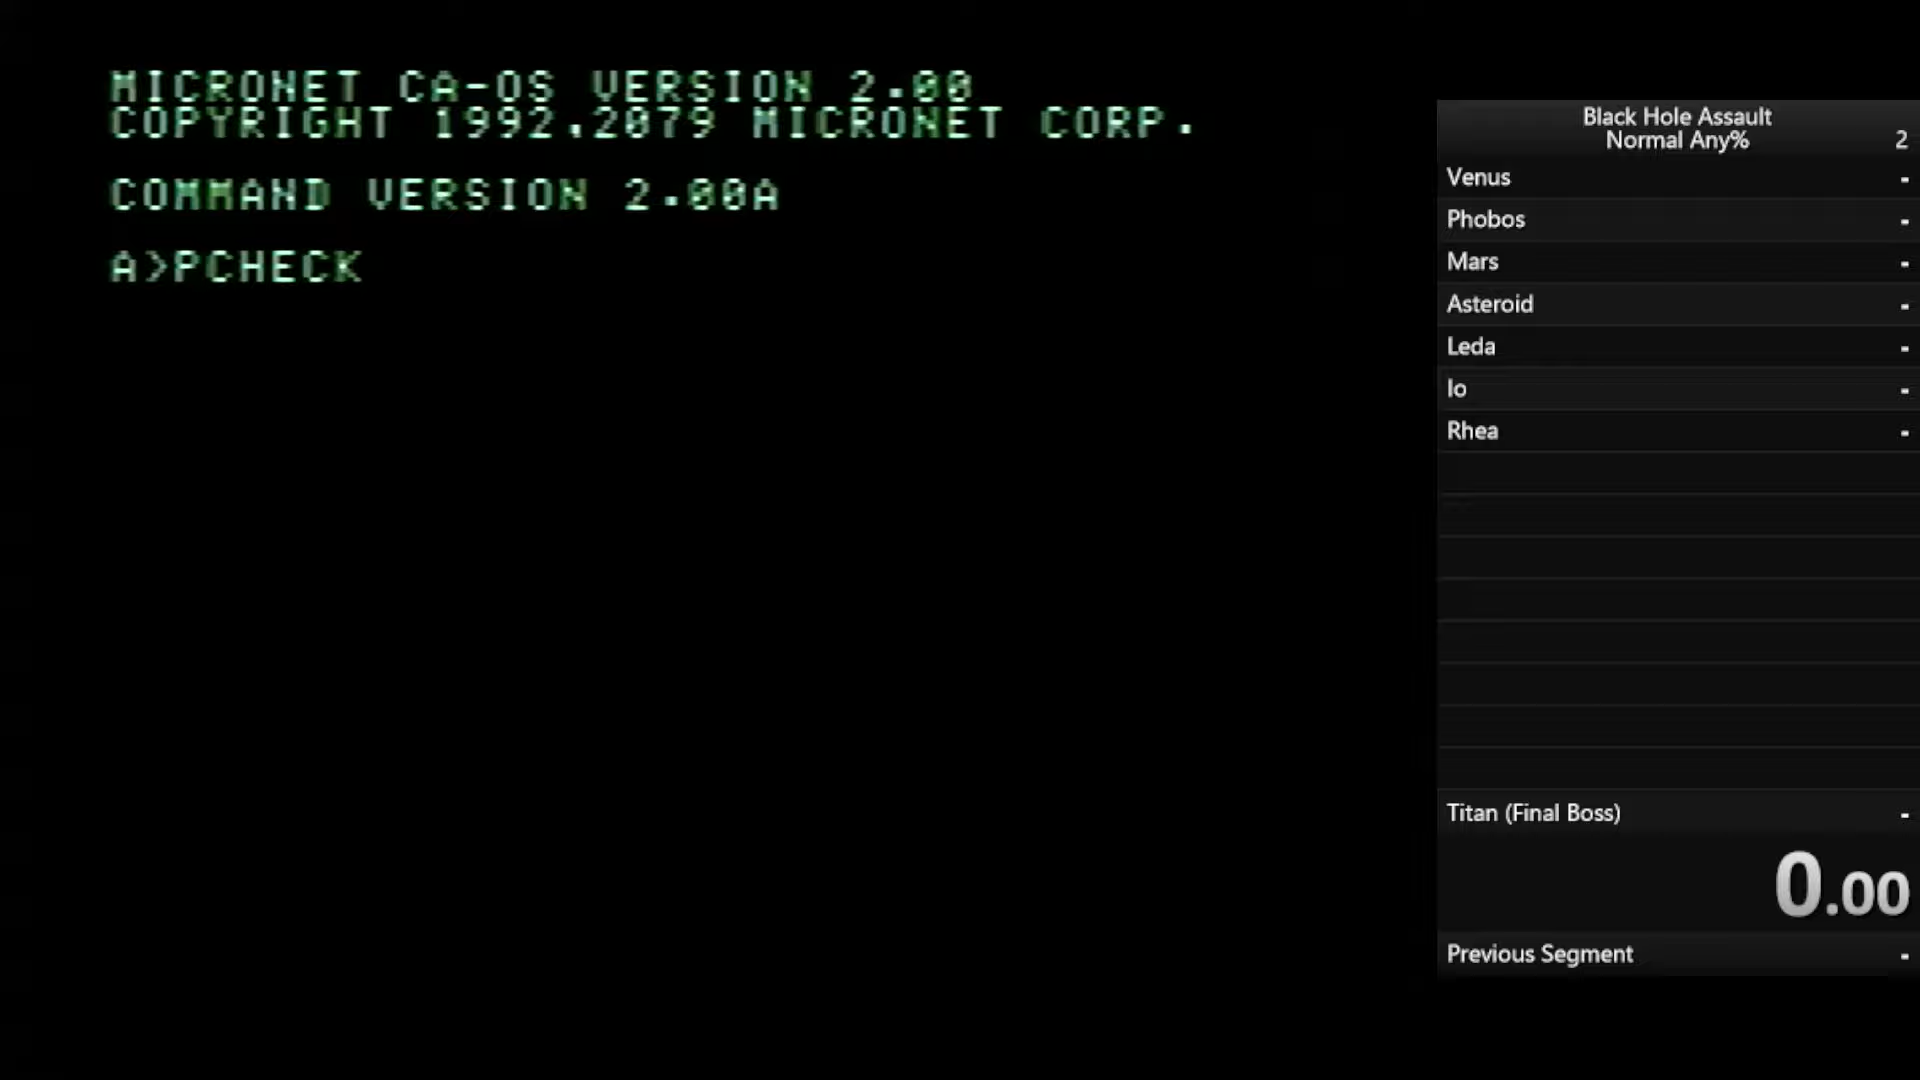 MICRONET CA-OS VERSION 2.00
COPYRIGHT 1992.2079 MICRONET CORP.
COMMAND VERSION 2.00A
A>PCHECK
Black Hole Assault
Normal Any%
2
Venus -
Phobos -
Mars -
Asteroid -
Leda -
Io -
Rhea -
Titan (Final Boss) -
0.00
Previous Segment -